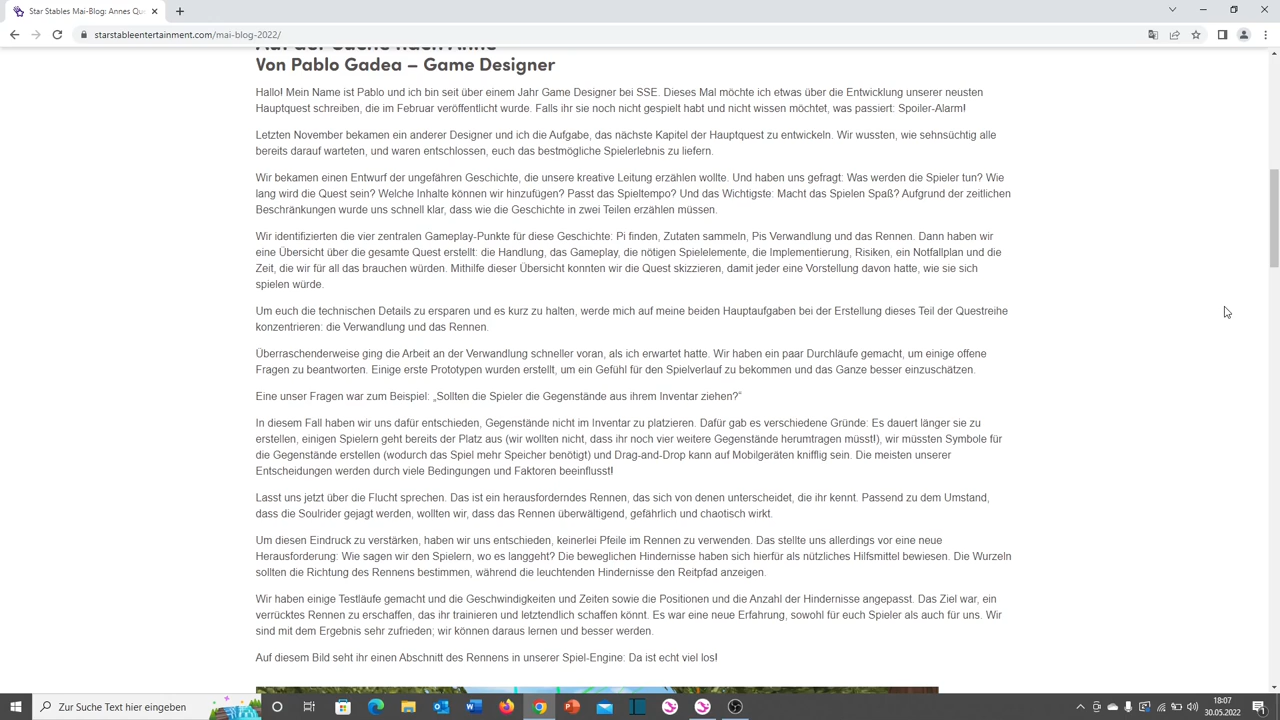 Star Stables Mai-Blog: Annes Qu
starstableentertainment.com/mai-blog-2022/
Auf der Suche nach Anne
Von Pablo Gadea – Game Designer
Hallo! Mein Name ist Pablo und ich bin seit über einem Jahr Game Designer bei SSE. Dieses Mal möchte ich etwas über die Entwicklung unserer neusten
Hauptquest schreiben, die im Februar veröffentlicht wurde. Falls ihr sie noch nicht gespielt habt und nicht wissen möchtet, was passiert: Spoiler-Alarm!
Letzten November bekamen ein anderer Designer und ich die Aufgabe, das nächste Kapitel der Hauptquest zu entwickeln. Wir wussten, wie sehnsüchtig alle
bereits darauf warteten, und waren entschlossen, euch das bestmögliche Spielerlebnis zu liefern.
Wir bekamen einen Entwurf der ungefähren Geschichte, die unsere kreative Leitung erzählen wollte. Und haben uns gefragt: Was werden die Spieler tun? Wie
lang wird die Quest sein? Welche Inhalte können wir hinzufügen? Passt das Spieltempo? Und das Wichtigste: Macht das Spielen Spaß? Aufgrund der zeitlichen
Beschränkungen wurde uns schnell klar, dass wie die Geschichte in zwei Teilen erzählen müssen.
Wir identifizierten die vier zentralen Gameplay-Punkte für diese Geschichte: Pi finden, Zutaten sammeln, Pis Verwandlung und das Rennen. Dann haben wir
eine Übersicht über die gesamte Quest erstellt: die Handlung, das Gameplay, die nötigen Spielelemente, die Implementierung, Risiken, ein Notfallplan und die
Zeit, die wir für all das brauchen würden. Mithilfe dieser Übersicht konnten wir die Quest skizzieren, damit jeder eine Vorstellung davon hatte, wie sie sich
spielen würde.
Um euch die technischen Details zu ersparen und es kurz zu halten, werde mich auf meine beiden Hauptaufgaben bei der Erstellung dieses Teil der Questreihe
konzentrieren: die Verwandlung und das Rennen.
Überraschenderweise ging die Arbeit an der Verwandlung schneller voran, als ich erwartet hatte. Wir haben ein paar Durchläufe gemacht, um einige offene
Fragen zu beantworten. Einige erste Prototypen wurden erstellt, um ein Gefühl für den Spielverlauf zu bekommen und das Ganze besser einzuschätzen.
Eine unser Fragen war zum Beispiel: „Sollten die Spieler die Gegenstände aus ihrem Inventar ziehen?“
In diesem Fall haben wir uns dafür entschieden, Gegenstände nicht im Inventar zu platzieren. Dafür gab es verschiedene Gründe: Es dauert länger sie zu
erstellen, einigen Spielern geht bereits der Platz aus (wir wollten nicht, dass ihr noch vier weitere Gegenstände herumtragen müsst!), wir müssten Symbole für
die Gegenstände erstellen (wodurch das Spiel mehr Speicher benötigt) und Drag-and-Drop kann auf Mobilgeräten knifflig sein. Die meisten unserer
Entscheidungen werden durch viele Bedingungen und Faktoren beeinflusst!
Lasst uns jetzt über die Flucht sprechen. Das ist ein herausforderndes Rennen, das sich von denen unterscheidet, die ihr kennt. Passend zu dem Umstand,
dass die Soulrider gejagt werden, wollten wir, dass das Rennen überwältigend, gefährlich und chaotisch wirkt.
Um diesen Eindruck zu verstärken, haben wir uns entschieden, keinerlei Pfeile im Rennen zu verwenden. Das stellte uns allerdings vor eine neue
Herausforderung: Wie sagen wir den Spielern, wo es langgeht? Die beweglichen Hindernisse haben sich hierfür als nützliches Hilfsmittel bewiesen. Die Wurzeln
sollten die Richtung des Rennens bestimmen, während die leuchtenden Hindernisse den Reitpfad anzeigen.
Wir haben einige Testläufe gemacht und die Geschwindigkeiten und Zeiten sowie die Positionen und die Anzahl der Hindernisse angepasst. Das Ziel war, ein
verrücktes Rennen zu erschaffen, das ihr trainieren und letztendlich schaffen könnt. Es war eine neue Erfahrung, sowohl für euch Spieler als auch für uns. Wir
sind mit dem Ergebnis sehr zufrieden; wir können daraus lernen und besser werden.
Auf diesem Bild seht ihr einen Abschnitt des Rennens in unserer Spiel-Engine: Da ist echt viel los!
Zur Suche Text hier eingeben
18:07
30.05.2022